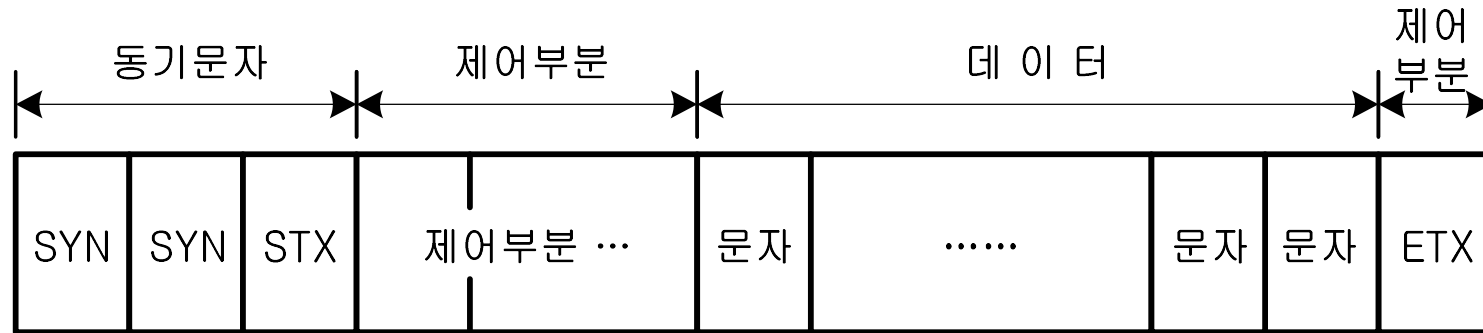 동기문자 제어부분 데 이 터 제어
부분
SYN SYN STX 제어부분 … 문자 …… 문자 문자 ETX